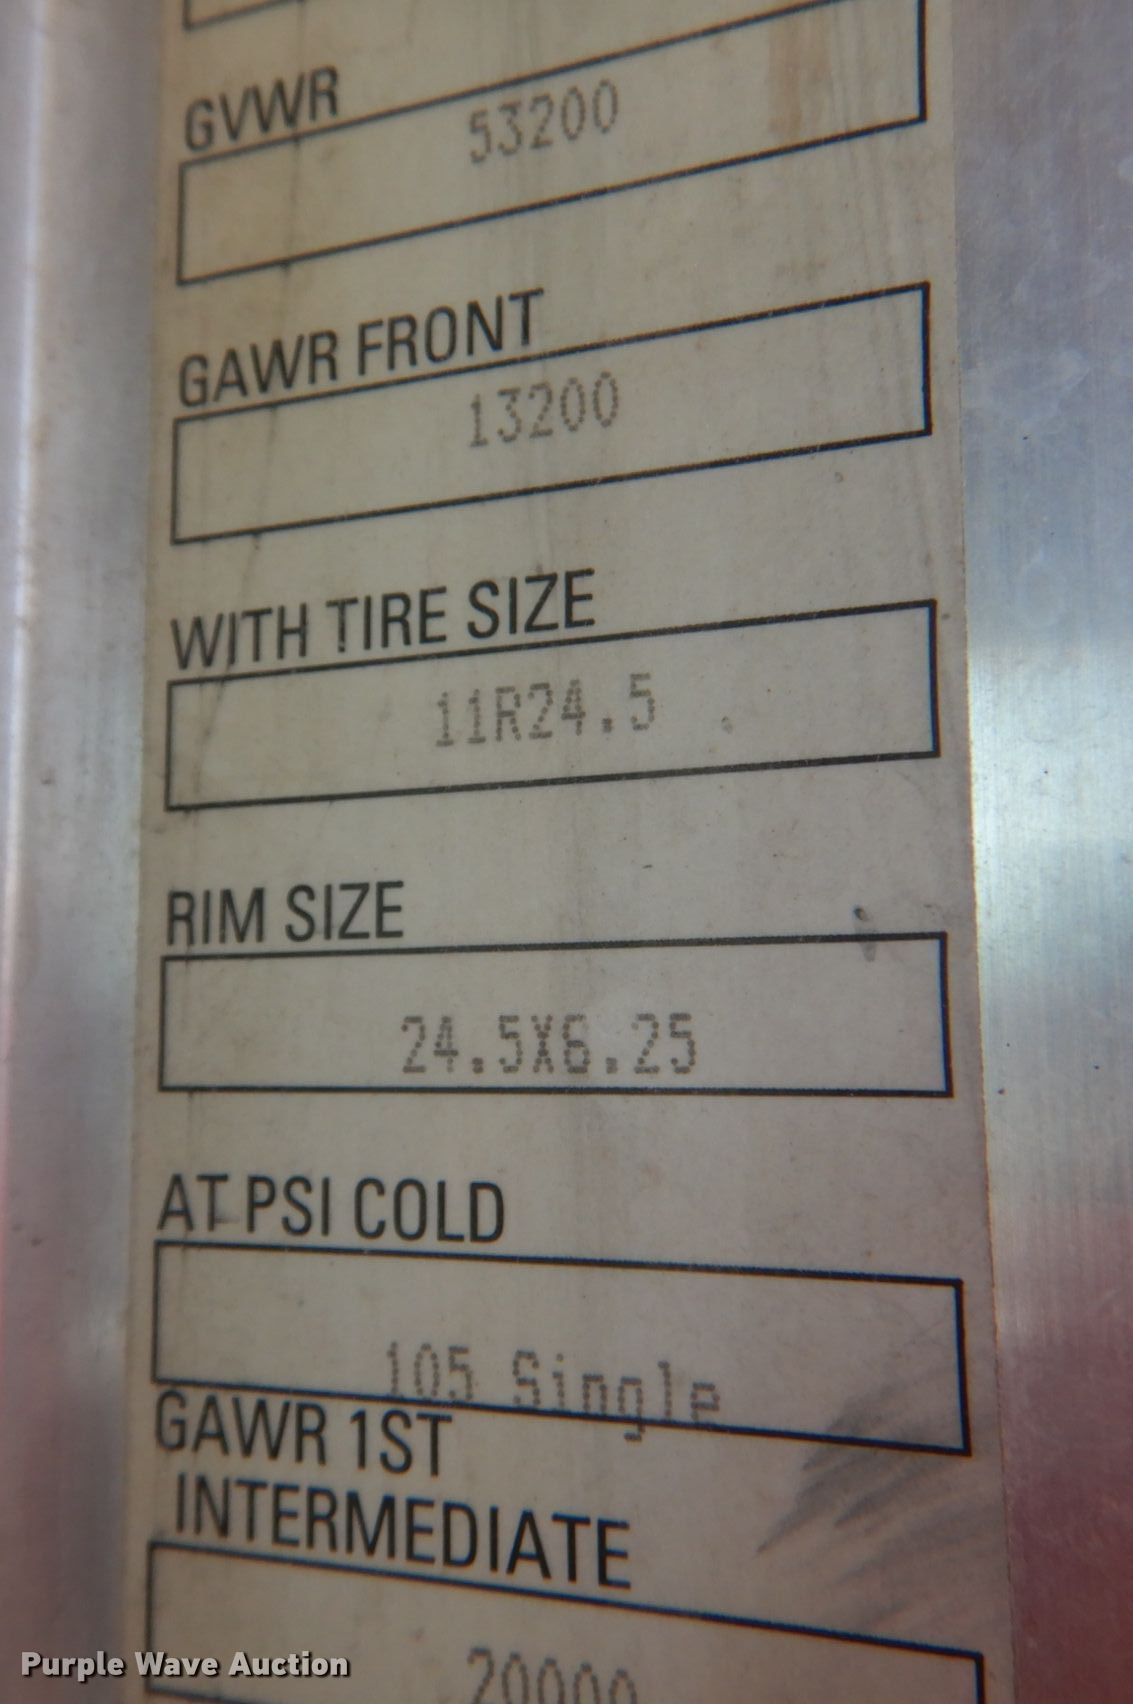 GVWR
53200
GAWR FRONT
13200
WITH TIRE SIZE
11R24.5
RIM SIZE
24.5X6.25
AT PSI COLD
105 Single
GAWR 1ST
INTERMEDIATE
20000
Purple Wave Auction